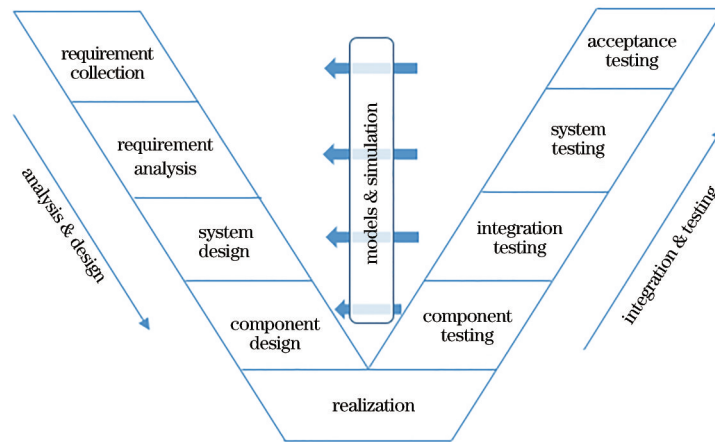 requirement
collection
requirement
analysis
system
design
component
design
realization
component
testing
integration
testing
system
testing
acceptance
testing
analysis & design
models & simulation
integration & testing